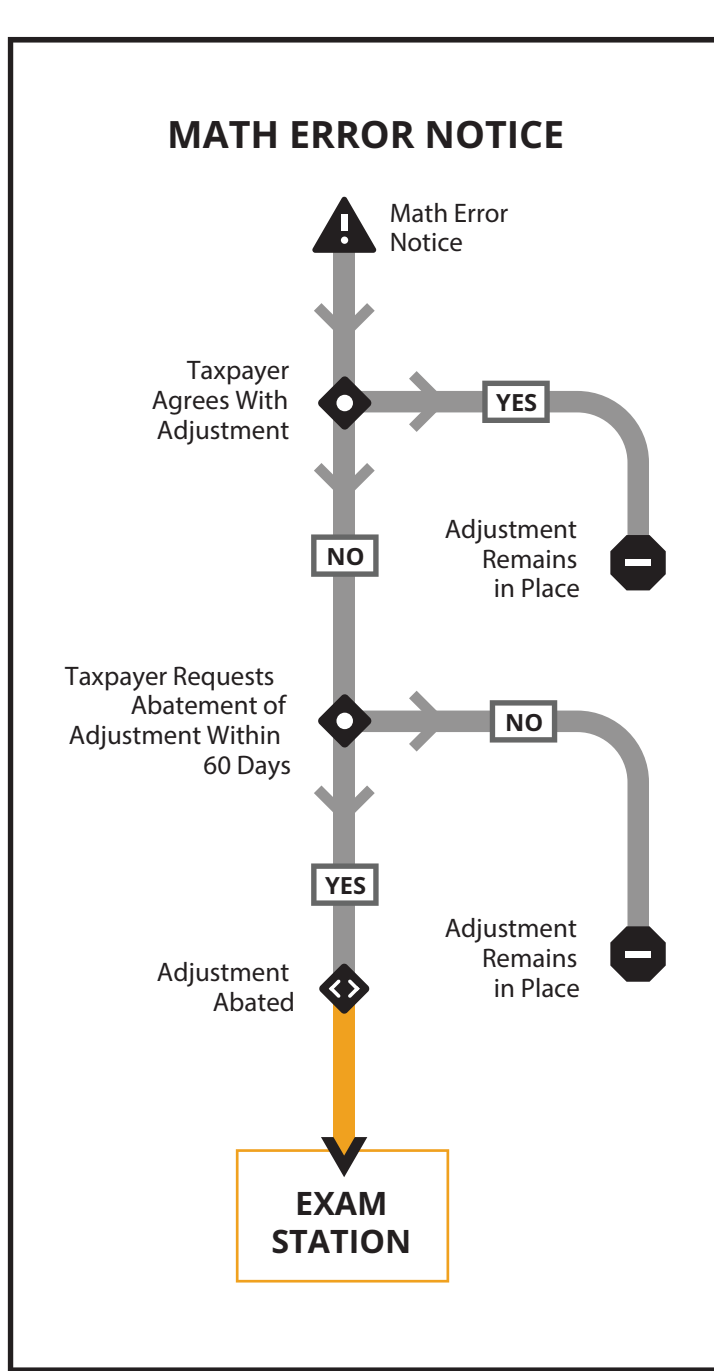 MATH ERROR NOTICE
Math Error
Notice
Taxpayer
Agrees With
Adjustment
YES
Adjustment
Remains
in Place
NO
Taxpayer Requests
Abatement of
Adjustment Within
60 Days
NO
YES
Adjustment
Remains
in Place
Adjustment
Abated
EXAM
STATION